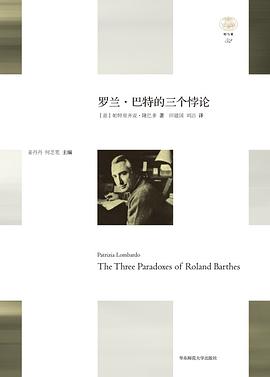 罗兰·巴特的三个悖论
[意] 帕特里齐亚·隆巴多 著 田建国 刘洁 译
姜丹丹 何乏笔 主编
Patrizia Lombardo
The Three Paradoxes of Roland Barthes
华东师范大学出版社